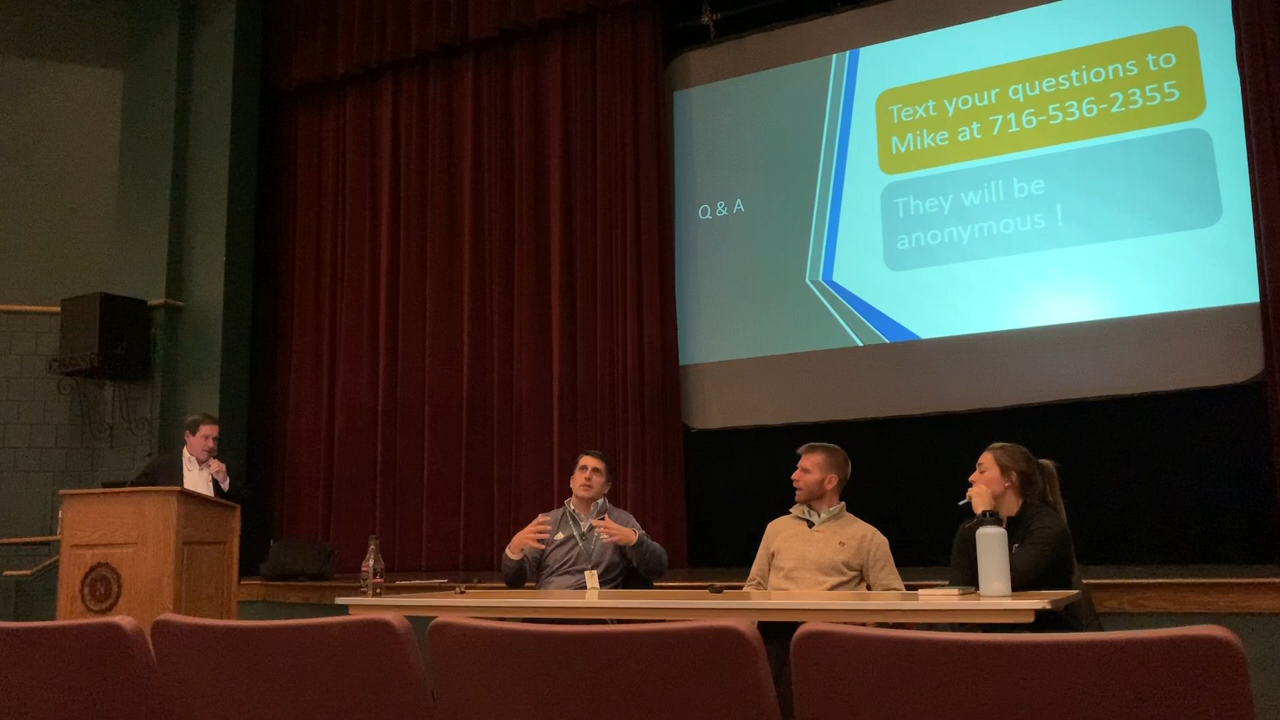 Q & A
Text your questions to
Mike at 716-536-2355
They will be
anonymous !